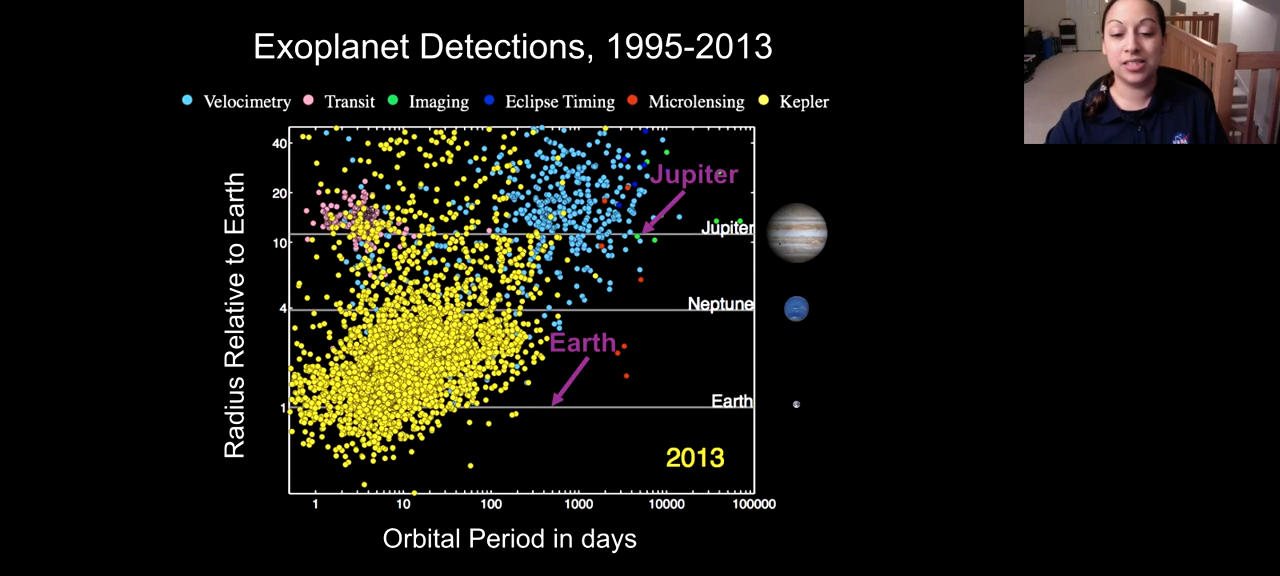 Exoplanet Detections, 1995-2013
Velocimetry Transit Imaging Eclipse Timing Microlensing Kepler
Radius Relative to Earth
40
20
10
4
1
Jupiter
Jupiter
Neptune
Earth
Earth
2013
1 10 100 1000 10000 100000
Orbital Period in days